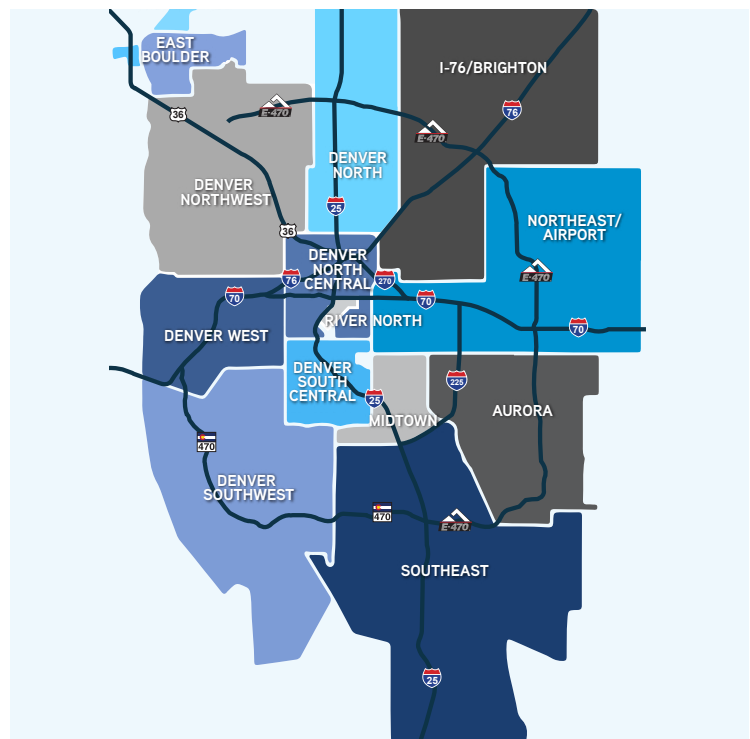 EAST
BOULDER
I-76/BRIGHTON
36
E-470
76
E-470
DENVER
NORTH
DENVER
NORTHWEST
25
NORTHEAST/
AIRPORT
36
DENVER
NORTH
CENTRAL
E-470
76
270
70
70
RIVER NORTH
70
DENVER WEST
DENVER
SOUTH
CENTRAL
225
25
AURORA
MIDTOWN
470
DENVER
SOUTHWEST
470
E-470
SOUTHEAST
25